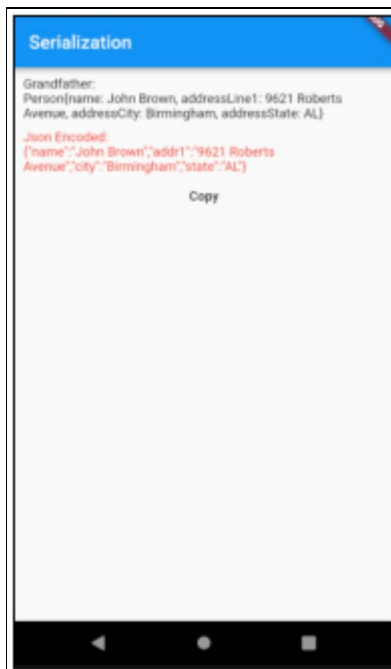 Serialization
Grandfather:
Person{name: John Brown, addressLine1: 9621 Roberts
Avenue, addressCity: Birmingham, addressState: AL}
Json Encoded:
{"name":"John Brown","addr1":"9621 Roberts
Avenue","city":"Birmingham","state":"AL"}
Copy